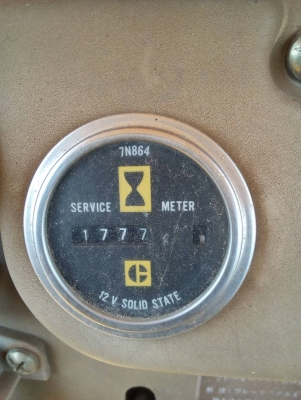 7N864
SERVICE METER
1777
12 V SOLID STATE